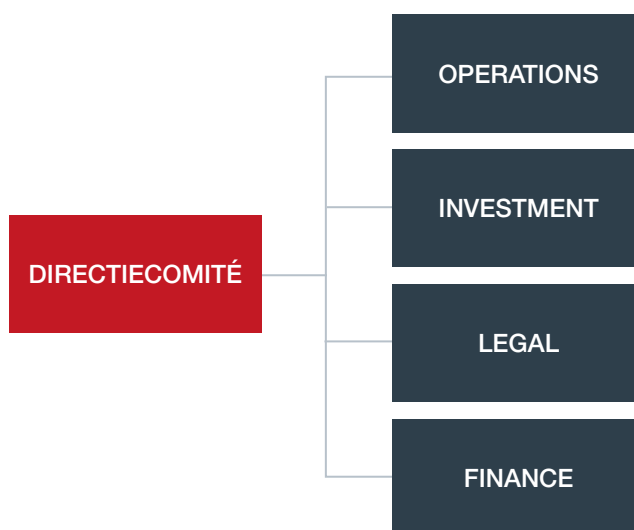 OPERATIONS
INVESTMENT
DIRECTIECOMITÉ
LEGAL
FINANCE